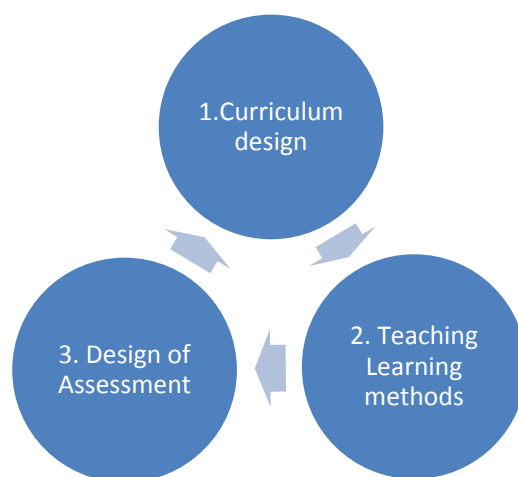 1.Curriculum
design
2. Teaching
Learning
methods
3. Design of
Assessment